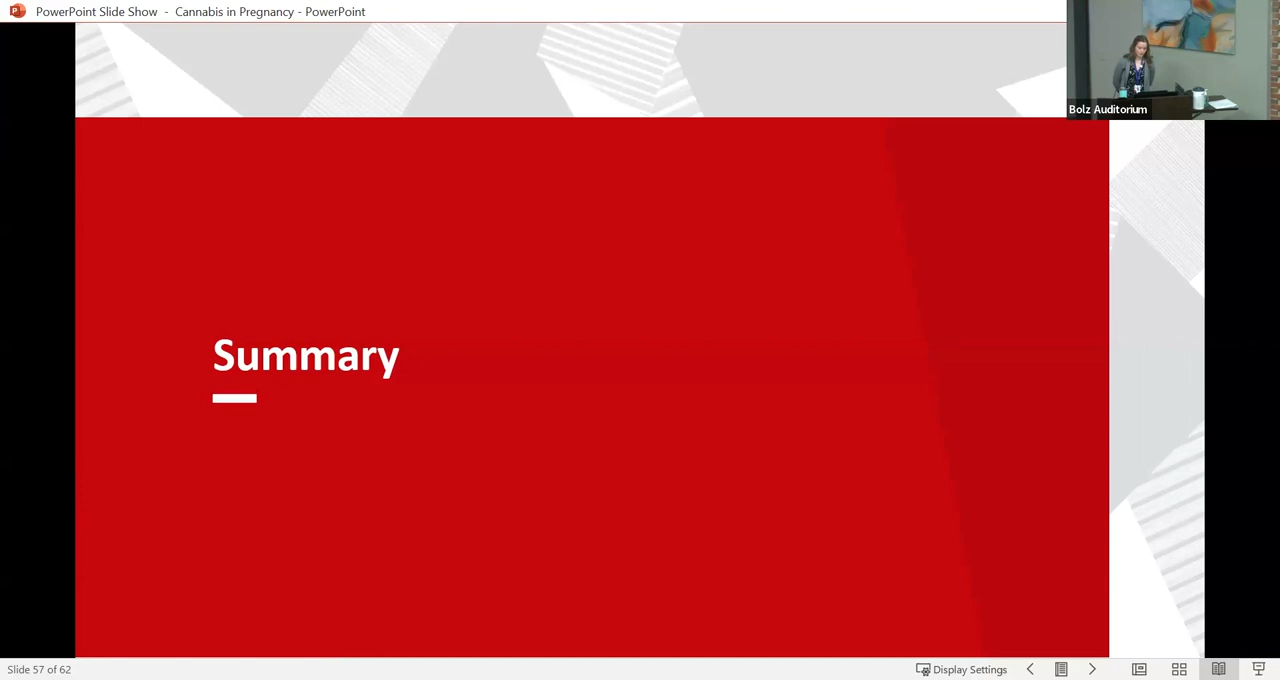 PowerPoint Slide Show - Cannabis in Pregnancy - PowerPoint
Bolz Auditorium
Summary
Slide 57 of 62
Display Settings